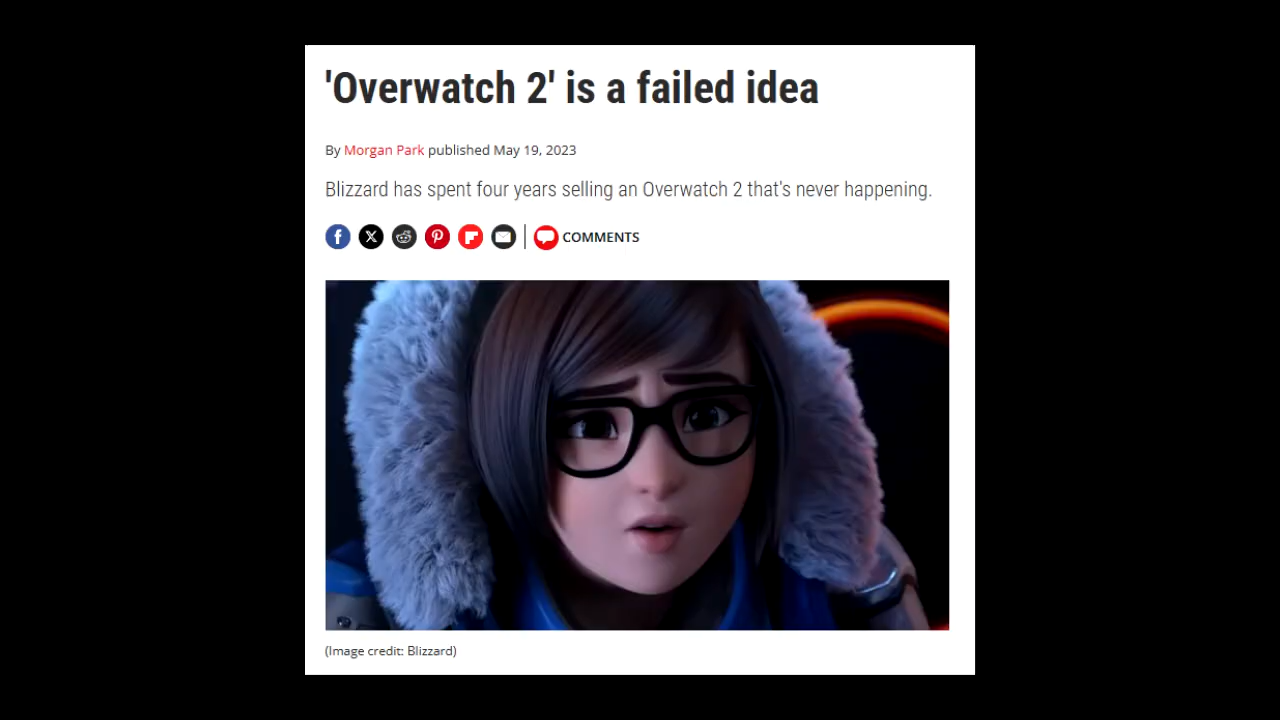 'Overwatch 2' is a failed idea
By Morgan Park published May 19, 2023
Blizzard has spent four years selling an Overwatch 2 that's never happening.
COMMENTS
(Image credit: Blizzard)